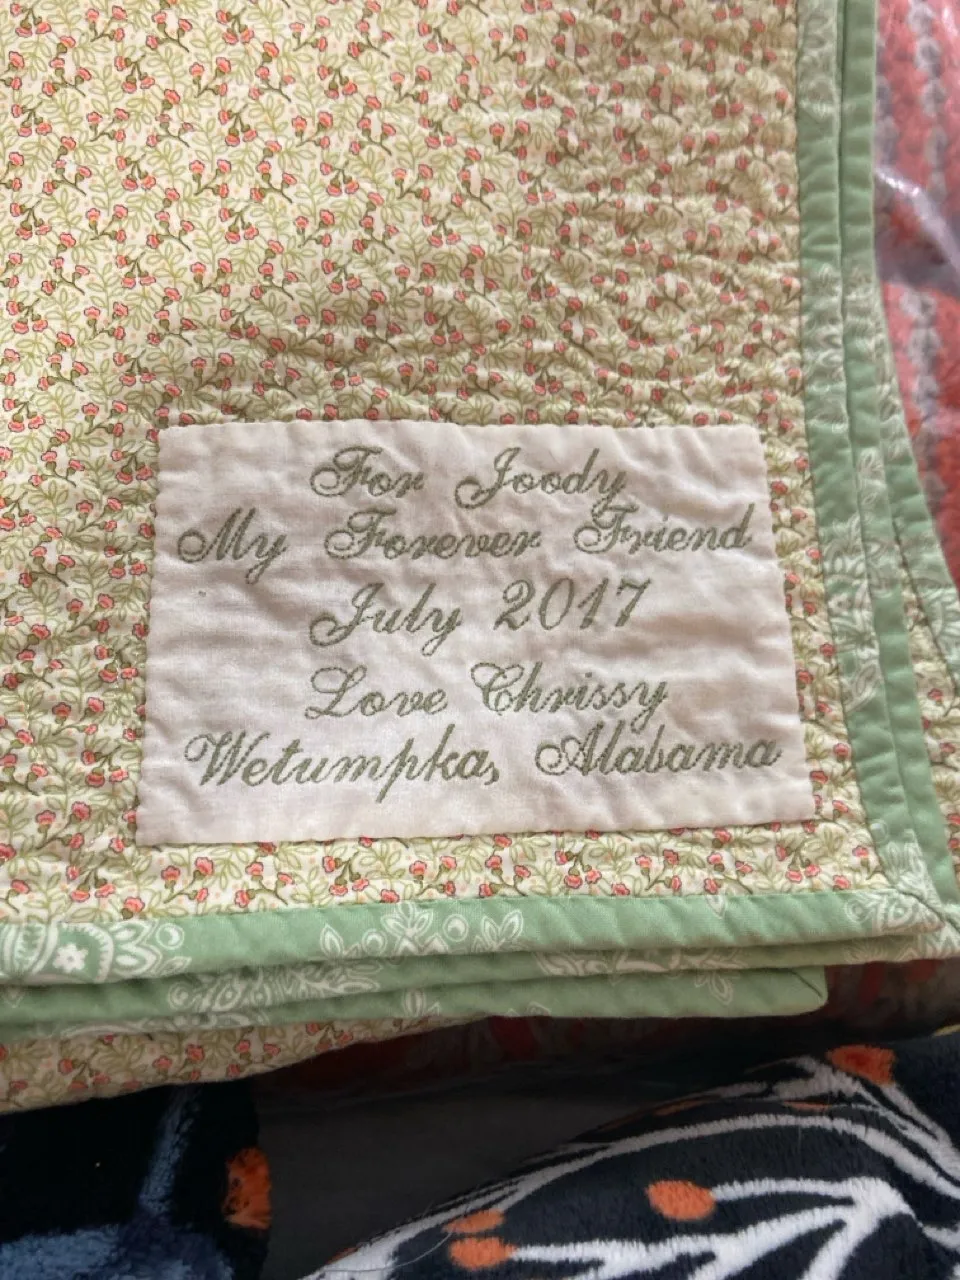 For Joody
My Forever Friend
July 2017
Love Chrissy
Wetumpka, Alabama